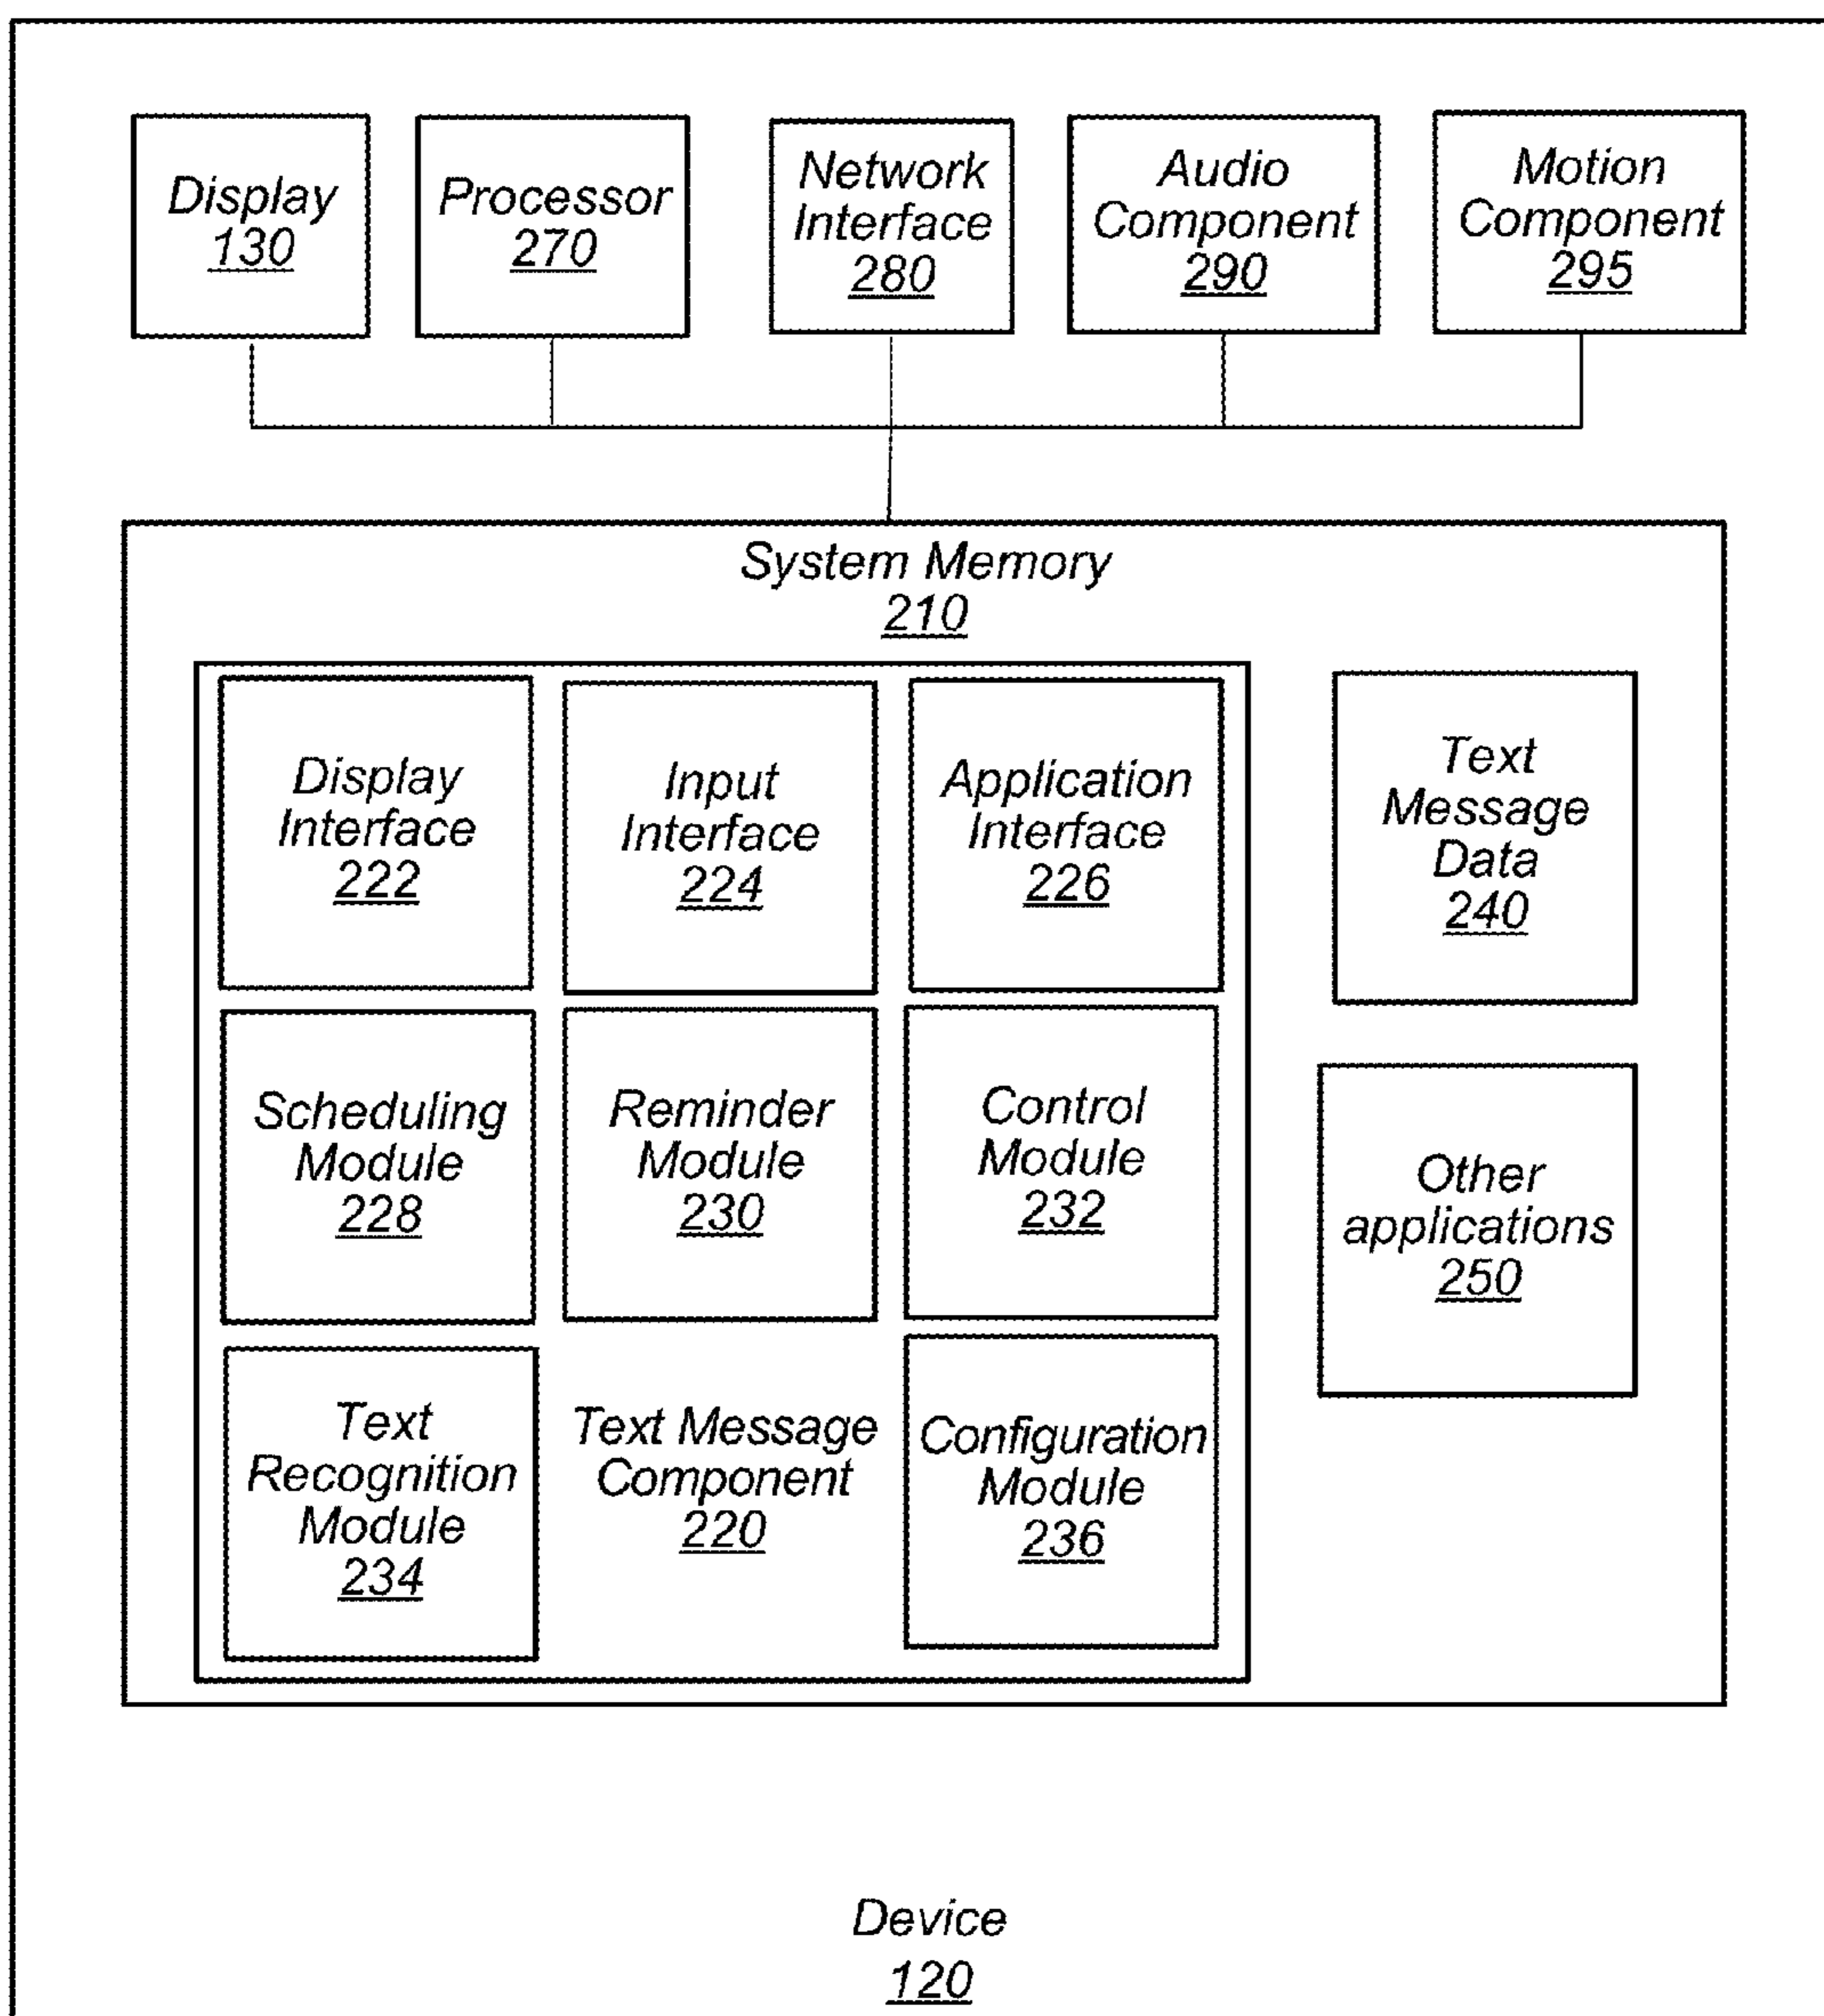 Display
130
Processor
270
Network
Interface
280
Audio
Component
290
Motion
Component
295
System Memory
210
Display
Interface
222
Input
Interface
224
Application
Interface
226
Text
Message
Data
240
Scheduling
Module
228
Reminder
Module
230
Control
Module
232
Other
applications
250
Text
Recognition
Module
234
Text Message
Component
220
Configuration
Module
236
Device
120